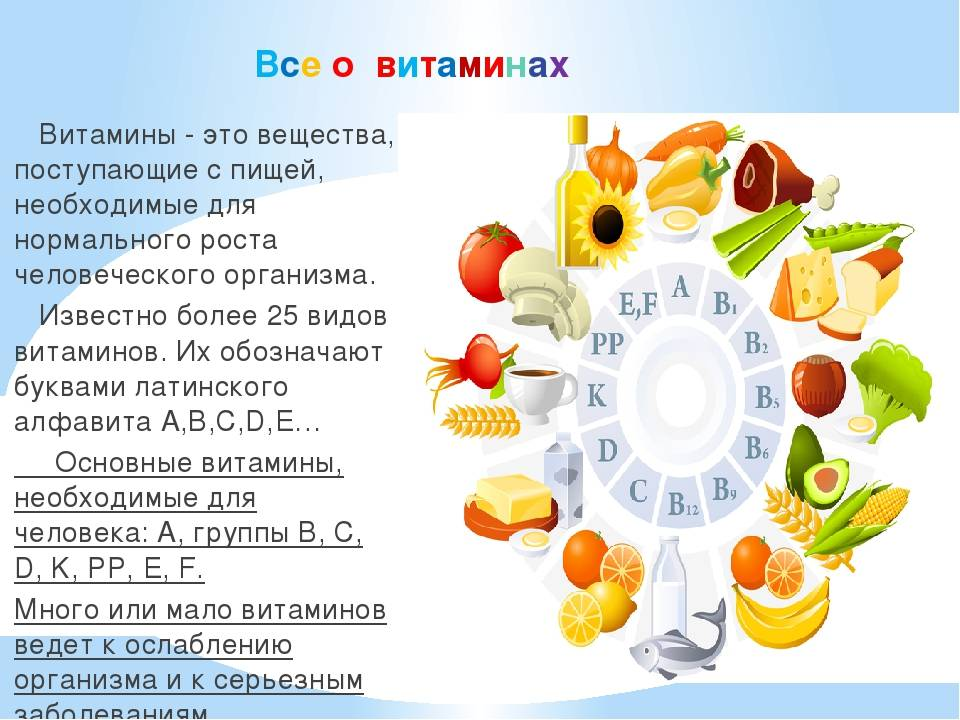 Все о витаминах
Витамины - это вещества,
поступающие с пищей,
необходимые для
нормального роста
человеческого организма.
Известно более 25 видов
витаминов. Их обозначают
буквами латинского
алфавита A,B,C,D,E…
Основные витамины,
необходимые для
человека: А, группы В, С,
D, K, PP, E, F.
Много или мало витаминов
ведет к ослаблению
организма и к серьезным
заболеваниям
A
B1
B2
B5
B6
B9
B12
C
D
K
PP
E,F